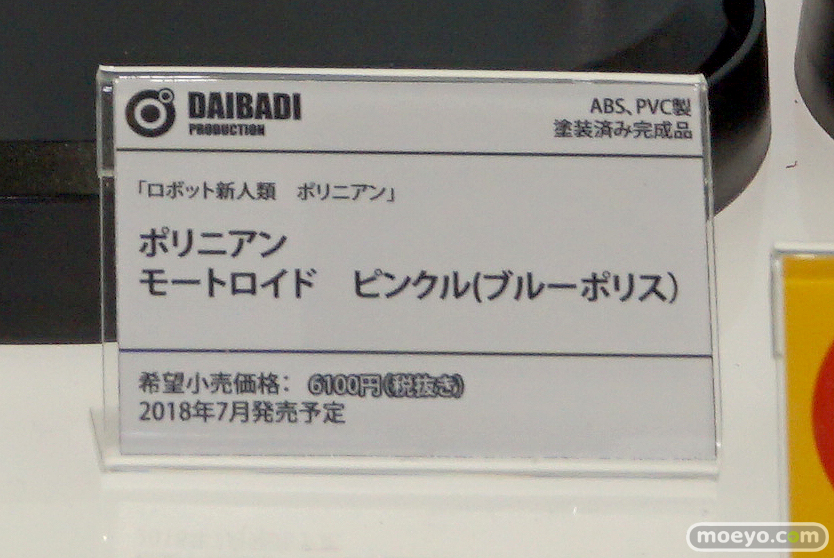 DAIBADI
PRODUCTION
ABS、PVC製
塗装済み完成品
「ロボット新人類　ポリニアン」
ポリニアン
モートロイド　ピンクル(ブルーポリス)
希望小売価格： 6100円(税抜き)
2018年7月発売予定
moeyo.com